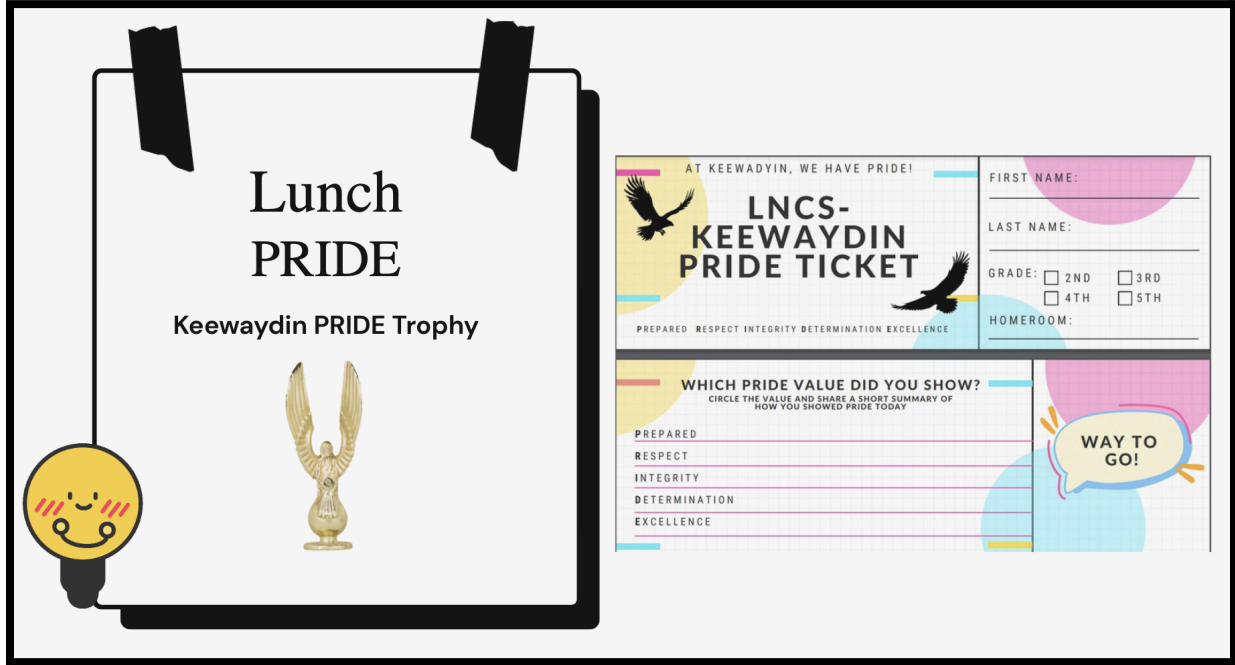 Lunch
PRIDE
Keewaydin PRIDE Trophy
AT KEEWADYIN, WE HAVE PRIDE!
LNCS-
KEEWAYDIN
PRIDE TICKET
PREPARED RESPECT INTEGRITY DETERMINATION EXCELLENCE
FIRST NAME:
LAST NAME:
GRADE: 2ND 3RD
4TH 5TH
HOMEROOM:
WHICH PRIDE VALUE DID YOU SHOW?
CIRCLE THE VALUE AND SHARE A SHORT SUMMARY OF
HOW YOU SHOWED PRIDE TODAY
PREPARED
RESPECT
INTEGRITY
DETERMINATION
EXCELLENCE
WAY TO
GO!